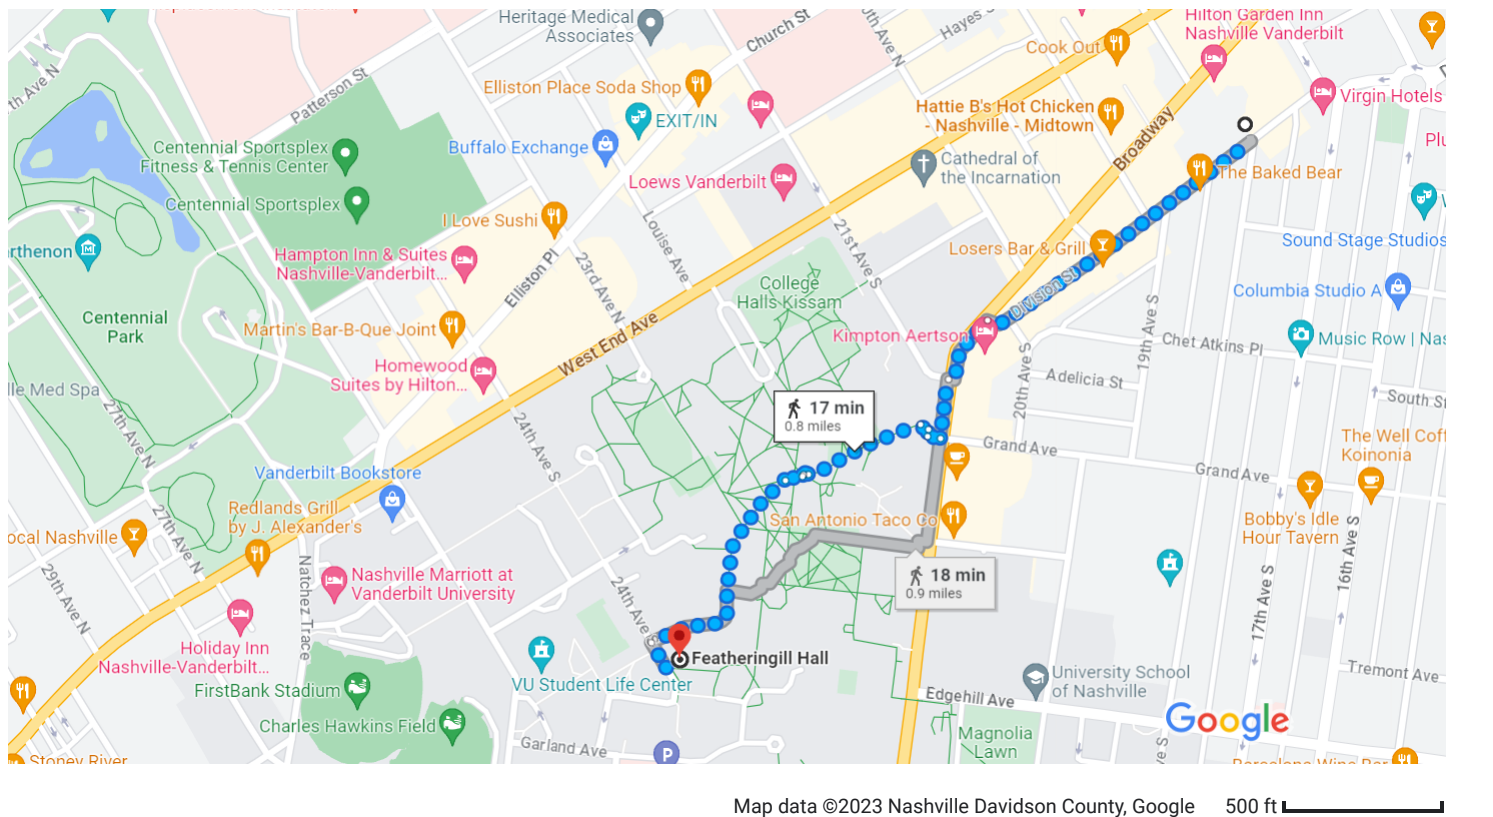 Heritage Medical
Associates
Church St
20th Ave N
Hayes S
Hilton Garden Inn
Nashville Vanderbilt
Cook Out
Patterson St
Elliston Place Soda Shop
EXIT/IN
Hattie B's Hot Chicken
- Nashville - Midtown
Virgin Hotels
Broadway
th Ave N
Centennial Sportsplex
Fitness & Tennis Center
Buffalo Exchange
Cathedral of
the Incarnation
Plu
The Baked Bear
Loews Vanderbilt
Centennial Sportsplex
I Love Sushi
Louise Ave
21st Ave S
Losers Bar & Grill
Sound Stage Studios
arthenon
Hampton Inn & Suites
Nashville-Vanderbilt...
Elliston Pl
23rd Ave N
College
Halls Kissam
Division St
Columbia Studio A
Centennial
Park
Martin's Bar-B-Que Joint
West End Ave
Kimpton Aertson
19th Ave S
Chet Atkins Pl
Music Row | Nas
Homewood
Suites by Hilton...
20th Ave S
Adelicia St
lle Med Spa
27th Ave N
17 min
0.8 miles
South St
24th Ave S
Grand Ave
Grand Ave
The Well Coff
Koinonia
Vanderbilt Bookstore
Redlands Grill
by J. Alexander's
San Antonio Taco Co
Bobby's Idle
Hour Tavern
ocal Nashville
27th Ave N
Natchez Trace
29th Ave N
Nashville Marriott at
Vanderbilt University
24th Ave S
18 min
0.9 miles
17th Ave S
16th Ave S
Holiday Inn
Nashville-Vanderbilt...
Featheringill Hall
VU Student Life Center
FirstBank Stadium
University School
of Nashville
Tremont Ave
Edgehill Ave
Charles Hawkins Field
Google
Magnolia
Lawn
Garland Ave
P
e S
Stoney River
Map data ©2023 Nashville Davidson County, Google
500 ft